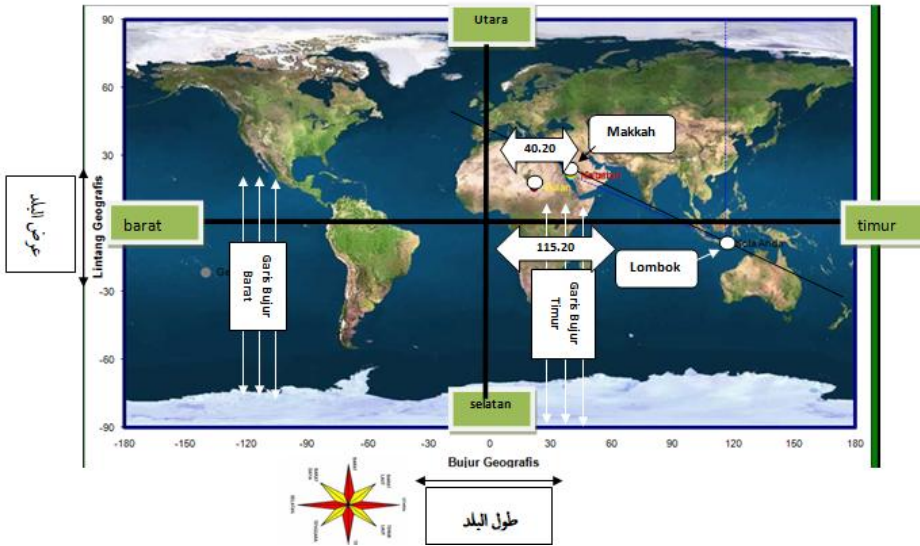 Utara
90
60
30
0
-30
-60
-90
Lintang Geografis
عرض البلد
barat
timur
Makkah
40.20
115.20
Lombok
Garis Bujur
Barat
Garis Bujur
Timur
selatan
-180
-150
-120
-90
-60
-30
0
30
60
90
120
150
180
Bujur Geografis
طول البلد